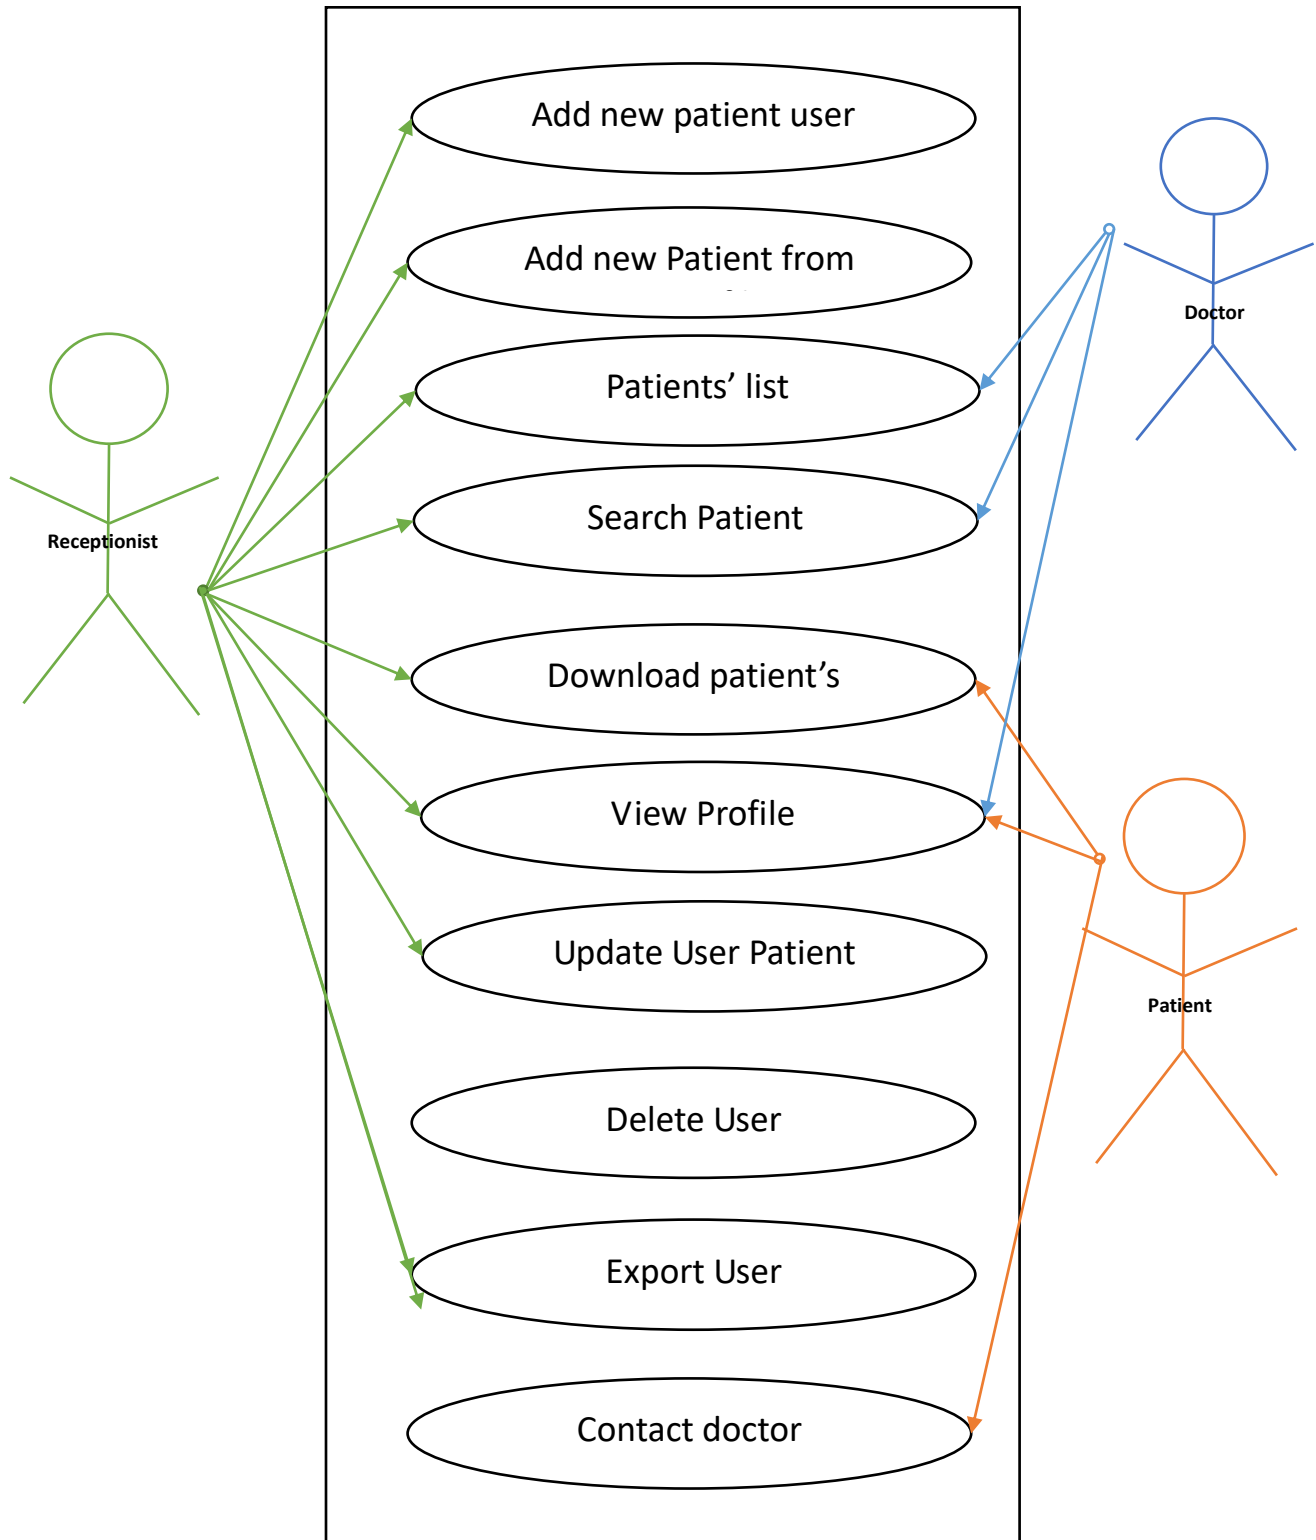 Add new patient user
Add new Patient from
Patients’ list
Search Patient
Download patient’s
View Profile
Update User Patient
Delete User
Export User
Contact doctor
Receptionist
Doctor
Patient